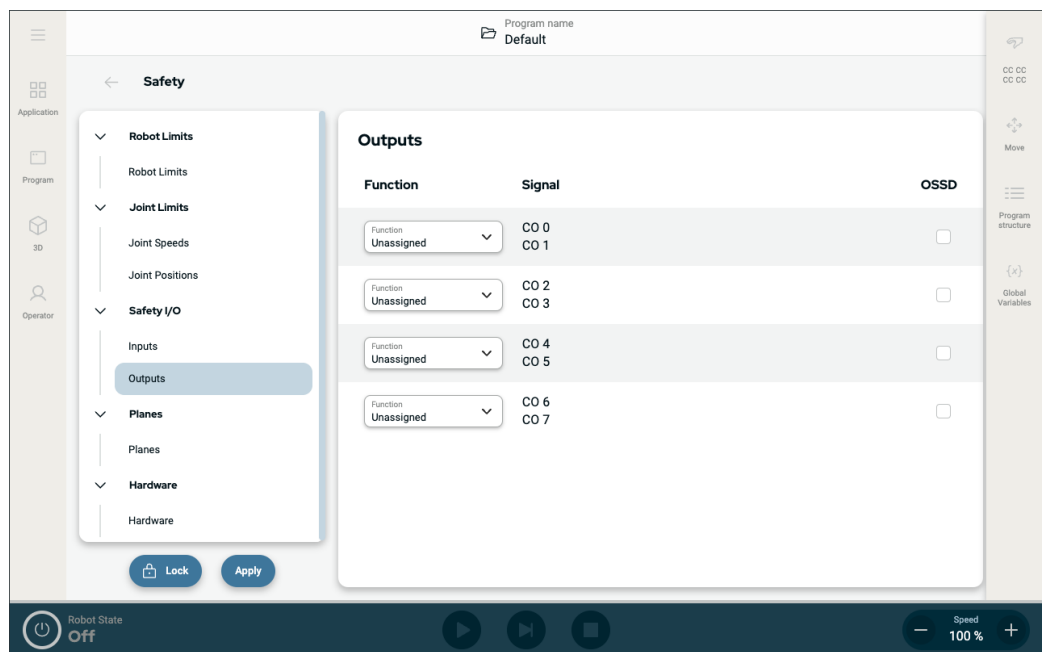 Program name
Default
Application
Program
3D
Operator
Safety
Robot Limits
Robot Limits
Joint Limits
Joint Speeds
Joint Positions
Safety I/O
Inputs
Outputs
Planes
Planes
Hardware
Hardware
Lock
Apply
Outputs
Function
Signal
OSSD
Function
Unassigned
CO 0
CO 1
Function
Unassigned
CO 2
CO 3
Function
Unassigned
CO 4
CO 5
Function
Unassigned
CO 6
CO 7
CC CC
CC CC
Move
Program
structure
{x}
Global
Variables
Robot State
Off
Speed
100 %